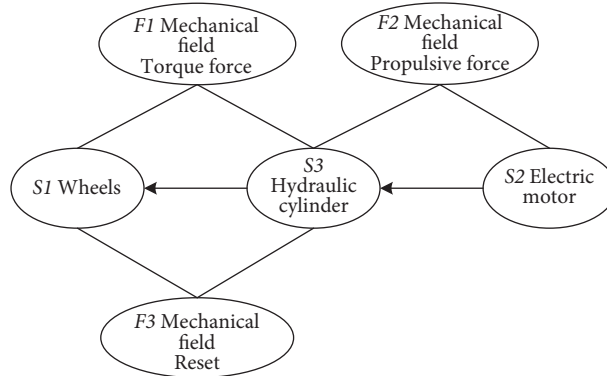 F1 Mechanical
field
Torque force
F2 Mechanical
field
Propulsive force
S1 Wheels
S3
Hydraulic
cylinder
S2 Electric
motor
F3 Mechanical
field
Reset